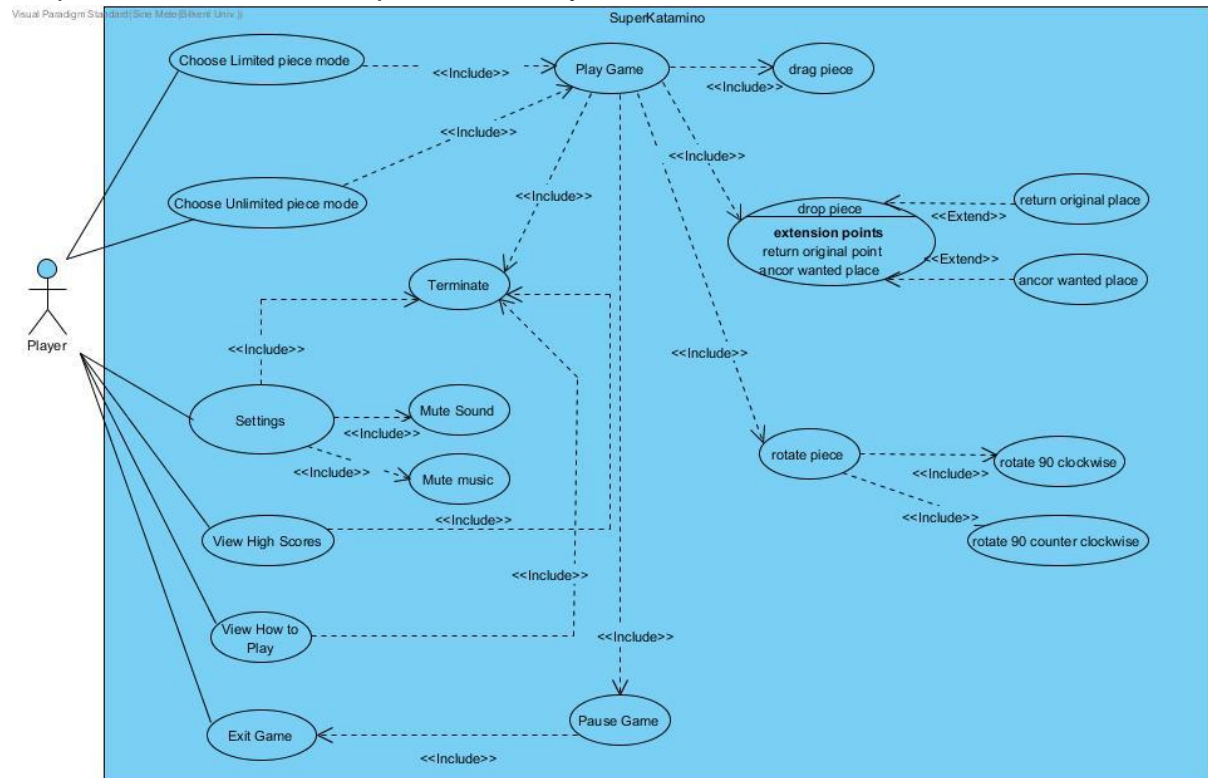 Visual Paradigm Standard(Sine Mete(Bilkent Univ.))
SuperKatamino
Choose Limited piece mode
<<Include>>
Play Game
<<Include>>
drag piece
<<Include>>
Choose Unlimited piece mode
<<Include>>
<<Include>>
drop piece
extension points
return original point
ancor wanted place
<<Extend>>
return original place
<<Extend>>
ancor wanted place
Player
Terminate
<<Include>>
Settings
<<Include>>
Mute Sound
<<Include>>
Mute music
<<Include>>
rotate piece
<<Include>>
rotate 90 clockwise
<<Include>>
rotate 90 counter clockwise
View High Scores
<<Include>>
<<Include>>
View How to
Play
<<Include>>
Exit Game
<<Include>>
Pause Game